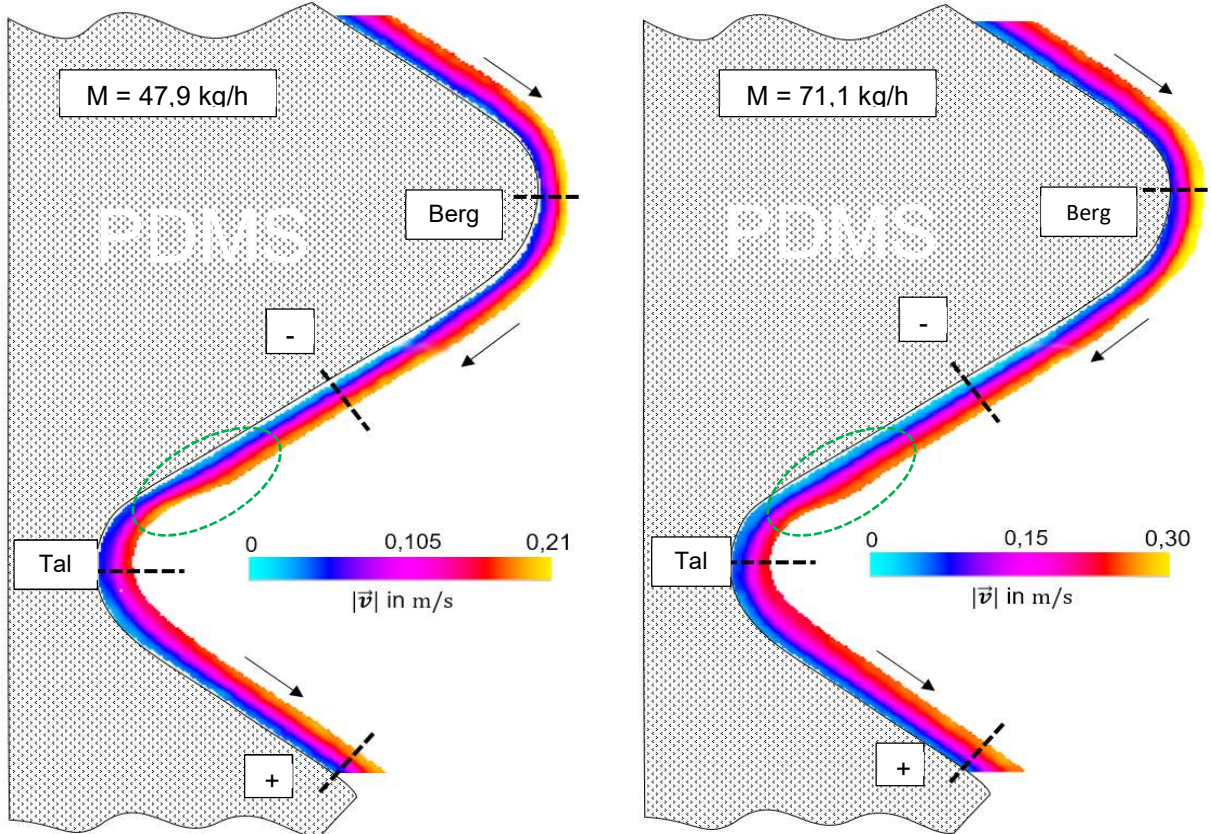 M = 47,9 kg/h
PDMS
Berg
-
Tal
0 0,105 0,21
|v⃗| in m/s
+
M = 71,1 kg/h
PDMS
Berg
-
Tal
0 0,15 0,30
|v⃗| in m/s
+